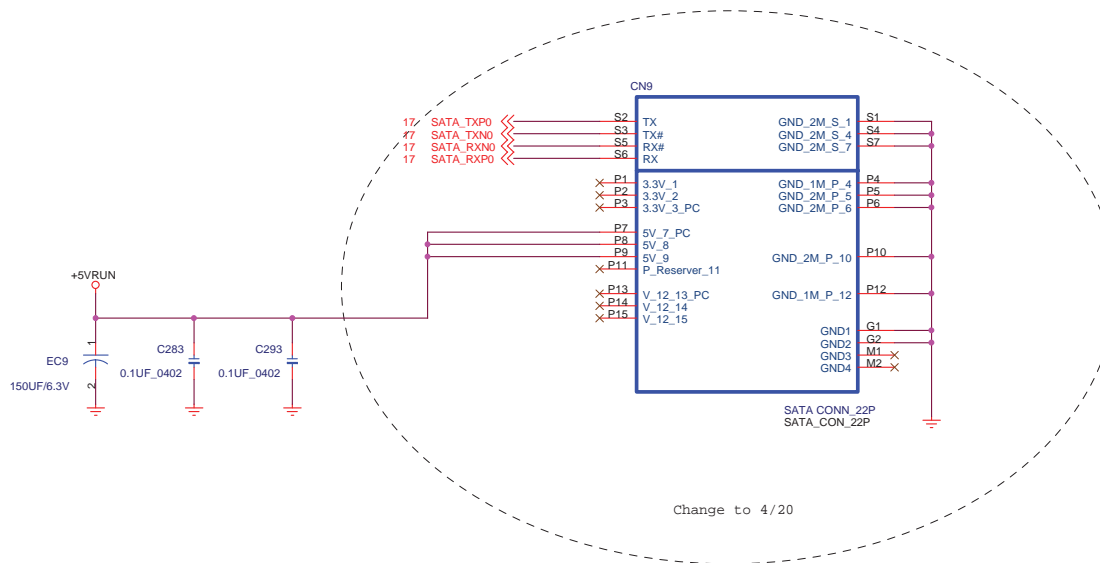 CN9
17 SATA_TXP0 S2 TX GND_2M_S_1 S1
17 SATA_TXN0 S3 TX# GND_2M_S_4 S4
17 SATA_RXN0 S5 RX# GND_2M_S_7 S7
17 SATA_RXP0 S6 RX
P1 3.3V_1 GND_1M_P_4 P4
P2 3.3V_2 GND_2M_P_5 P5
P3 3.3V_3_PC GND_2M_P_6 P6
P7 5V_7_PC
P8 5V_8
P9 5V_9 GND_2M_P_10 P10
P11 P_Reserver_11
+5VRUN
P13 V_12_13_PC GND_1M_P_12 P12
P14 V_12_14
P15 V_12_15
GND1 G1
GND2 G2
GND3 M1
GND4 M2
1
EC9
150UF/6.3V
2
C283
0.1UF_0402
C293
0.1UF_0402
SATA CONN_22P
SATA_CON_22P
Change to 4/20